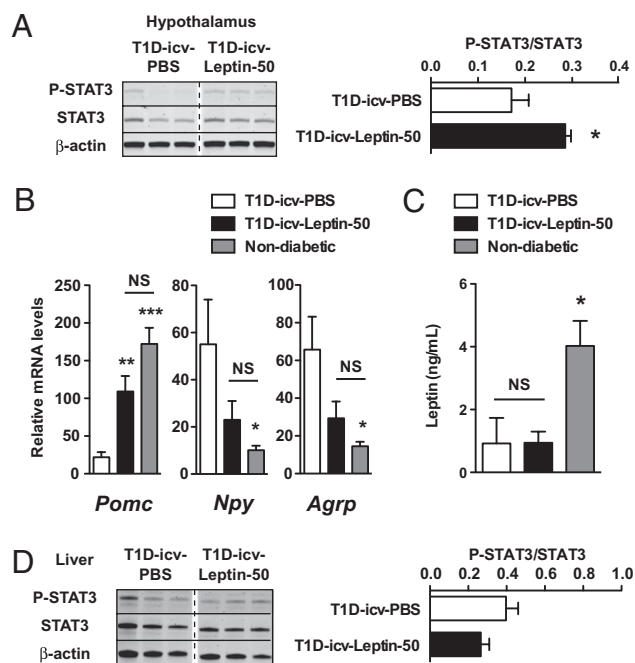 A
Hypothalamus
T1D-icv-
PBS
T1D-icv-
Leptin-50
P-STAT3
STAT3
β-actin
P-STAT3/STAT3
0.0 0.1 0.2 0.3 0.4
T1D-icv-PBS
T1D-icv-Leptin-50
*
B
T1D-icv-PBS
T1D-icv-Leptin-50
Non-diabetic
Relative mRNA levels
250
200
150
100
50
0
NS
**
***
Pomc
80
60
40
20
0
NS
*
Npy
100
80
60
40
20
0
NS
*
Agrp
C
T1D-icv-PBS
T1D-icv-Leptin-50
Non-diabetic
Leptin (ng/mL)
6
4
2
0
NS
*
D
Liver
T1D-icv-
PBS
T1D-icv-
Leptin-50
P-STAT3
STAT3
β-actin
P-STAT3/STAT3
0.0 0.2 0.4 0.6 0.8 1.0
T1D-icv-PBS
T1D-icv-Leptin-50